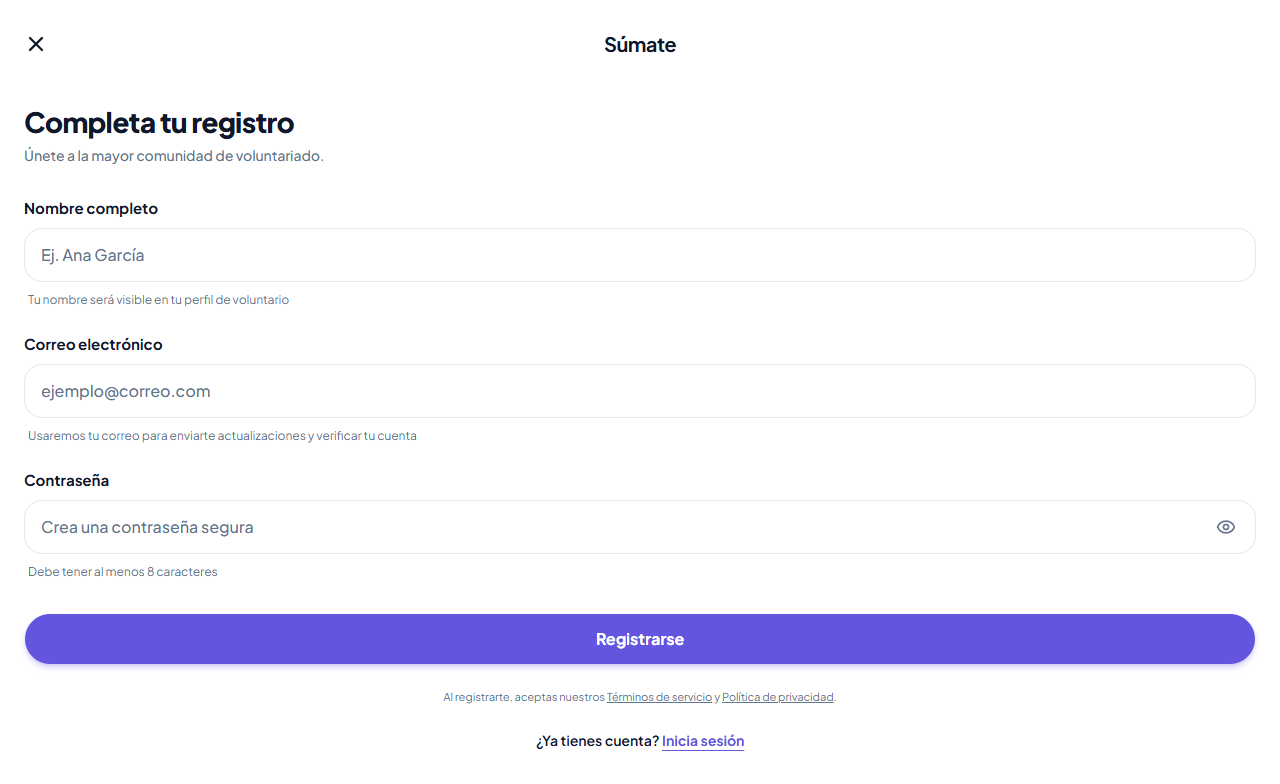 Súmate
Completa tu registro
Únete a la mayor comunidad de voluntariado.
Nombre completo
Ej. Ana García
Tu nombre será visible en tu perfil de voluntario
Correo electrónico
ejemplo@correo.com
Usaremos tu correo para enviarte actualizaciones y verificar tu cuenta
Contraseña
Crea una contraseña segura
Debe tener al menos 8 caracteres
Registrarse
Al registrarte, aceptas nuestros Términos de servicio y Política de privacidad.
¿Ya tienes cuenta? Inicia sesión